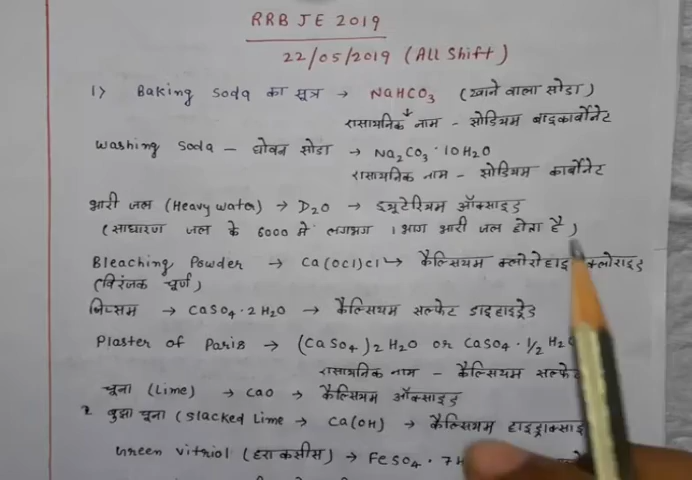 RRB JE 2019
22/05/2019 (All Shift)
1) Baking Soda का सूत्र → NaHCO3 (खाने वाला सोडा)
रासायनिक नाम - सोडियम बाइकार्बोनेट
Washing Soda - धोवन सोडा → Na2CO3·10H2O
रासायनिक नाम - सोडियम कार्बोनेट
भारी जल (Heavy water) → D2O → ड्यूटेरियम ऑक्साइड
(साधारण जल के 6000 में लगभग 1 भाग भारी जल होता है)
Bleaching Powder → Ca(OCl)Cl → कैल्सियम क्लोरोहाइ क्लोराइड
(विरंजक चूर्ण)
जिप्सम → CaSO4·2H2O → कैल्सियम सल्फेट डाइहाइड्रेड
Plaster of Paris → (CaSO4)2H2O or CaSO4·1/2 H2O
रासायनिक नाम - कैल्सियम सल्फेट
चूना (Lime) → CaO → कैल्सियम ऑक्साइड
बुझा चूना (Slacked Lime → Ca(OH) → कैल्सियम हाइड्राक्साइ
Green Vitriol (हरा कसीस) → FeSO4·7H